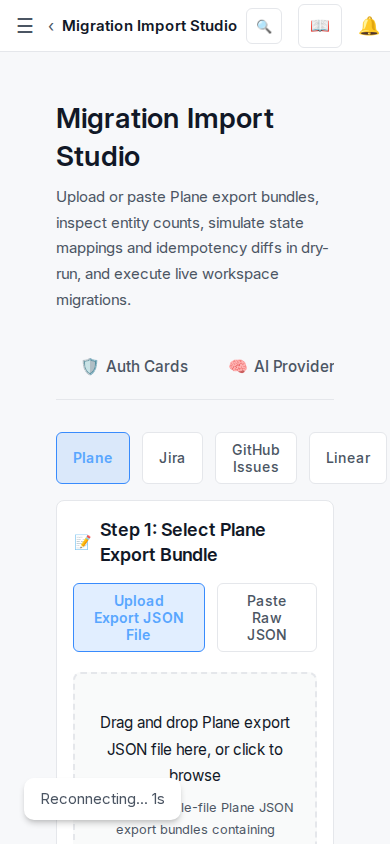 Migration Import Studio
Migration Import
Studio
Upload or paste Plane export bundles,
inspect entity counts, simulate state
mappings and idempotency diffs in dry-
run, and execute live workspace
migrations.
Auth Cards
AI Provider
Plane
Jira
GitHub
Issues
Linear
Step 1: Select Plane
Export Bundle
Upload
Export JSON
File
Paste
Raw
JSON
Drag and drop Plane export
JSON file here, or click to
browse
Reconnecting... 1s
Plane JSON
export bundles containing